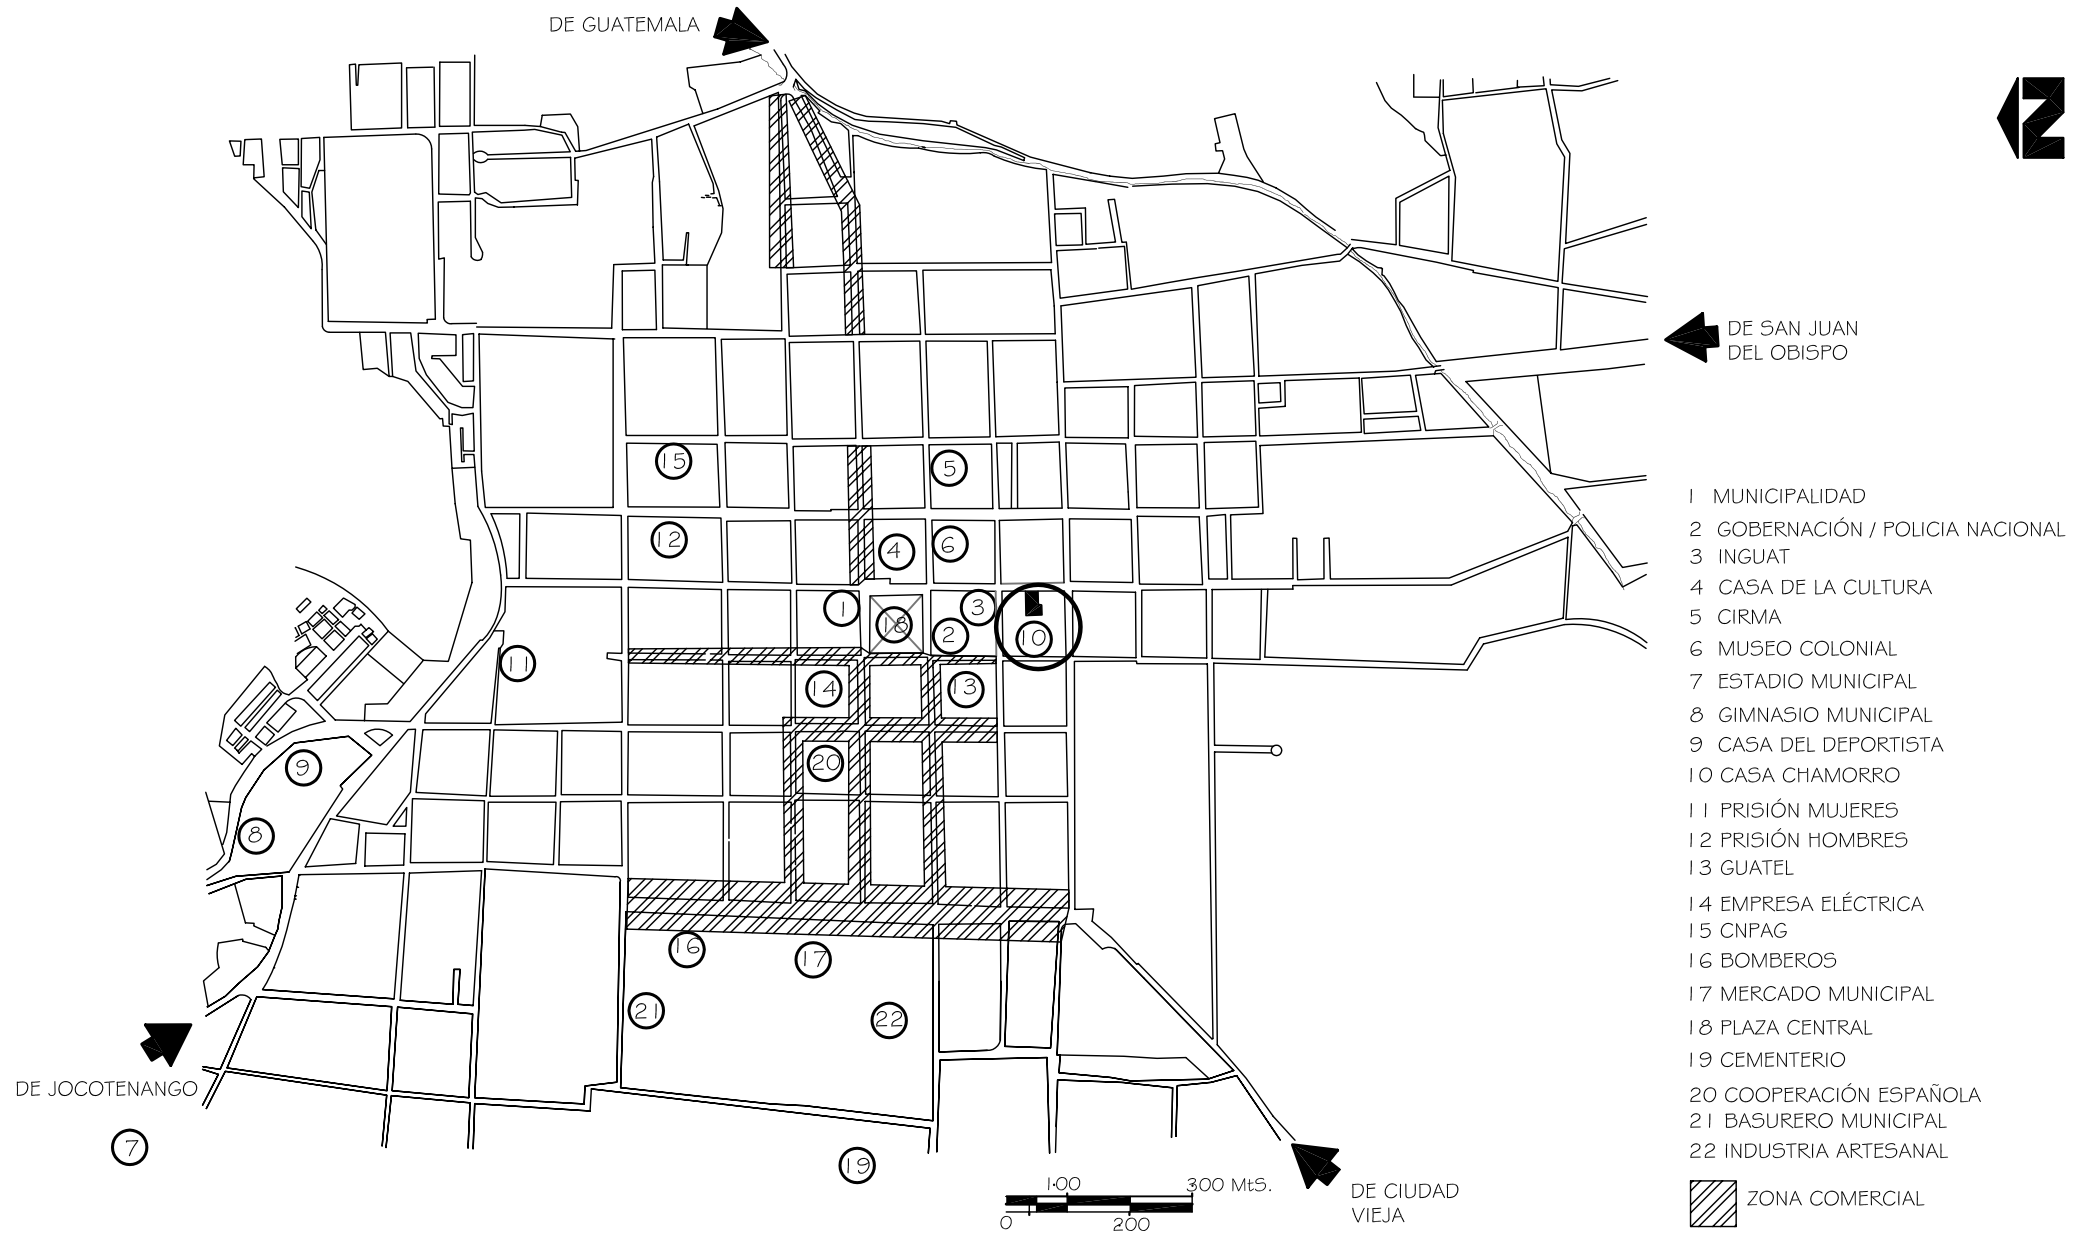 DE GUATEMALA
N
DE SAN JUAN
DEL OBISPO
15
5
12
4
6
1
18
3
2
10
11
14
13
20
9
8
16
17
21
22
DE JOCOTENANGO
7
19
100
300 MtS.
0
200
DE CIUDAD
VIEJA
1 MUNICIPALIDAD
2 GOBERNACIÓN / POLICIA NACIONAL
3 INGUAT
4 CASA DE LA CULTURA
5 CIRMA
6 MUSEO COLONIAL
7 ESTADIO MUNICIPAL
8 GIMNASIO MUNICIPAL
9 CASA DEL DEPORTISTA
10 CASA CHAMORRO
11 PRISIÓN MUJERES
12 PRISIÓN HOMBRES
13 GUATEL
14 EMPRESA ELÉCTRICA
15 CNPAG
16 BOMBEROS
17 MERCADO MUNICIPAL
18 PLAZA CENTRAL
19 CEMENTERIO
20 COOPERACIÓN ESPAÑOLA
21 BASURERO MUNICIPAL
22 INDUSTRIA ARTESANAL
ZONA COMERCIAL